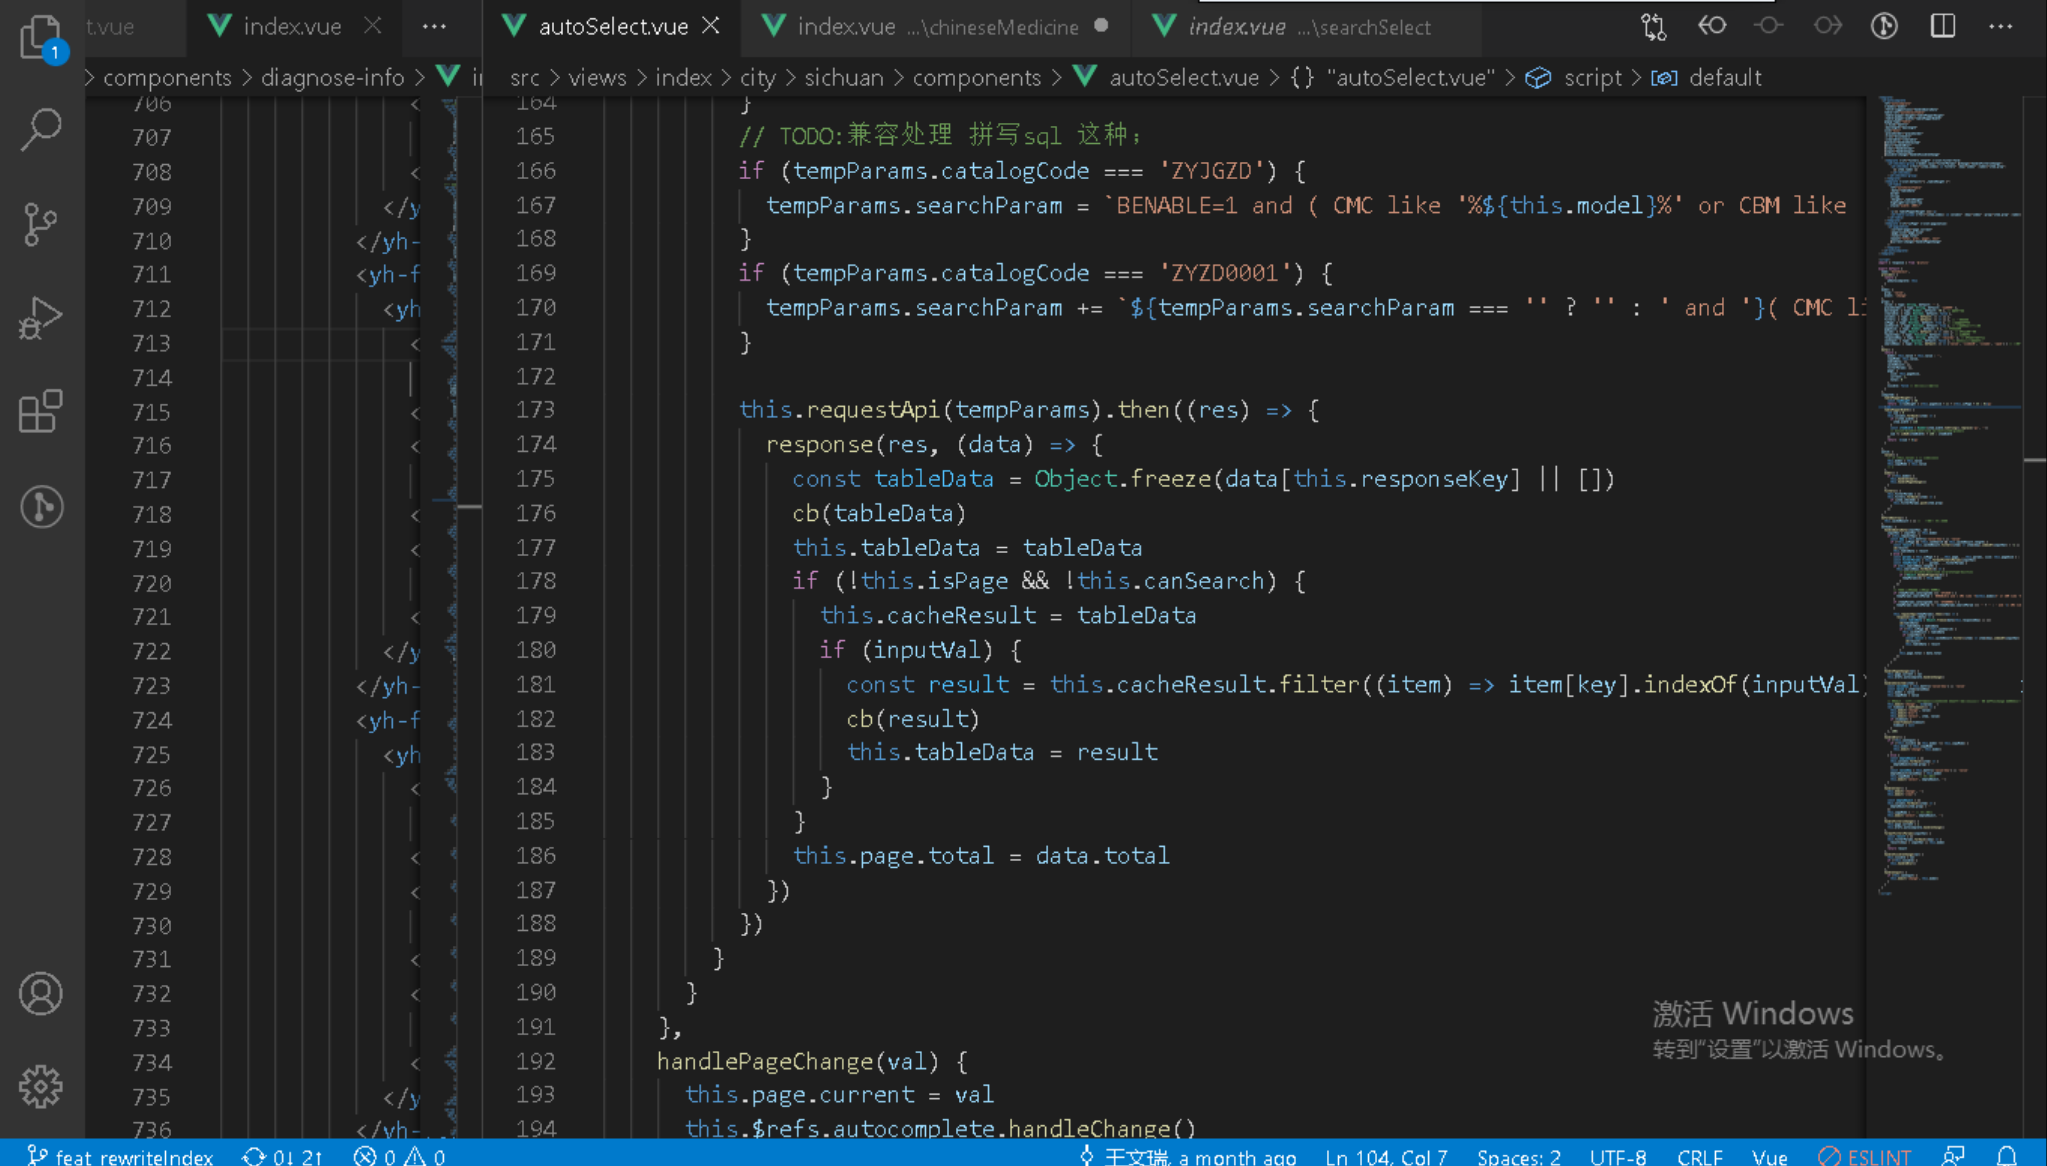 t.vue index.vue ··· autoSelect.vue index.vue ...\chineseMedicine index.vue ...\searchSelect
1
> components > diagnose-info > src > views > index > city > sichuan > components > autoSelect.vue > {} "autoSelect.vue" > script > default
706 <
707
708 <
709 </y
710 </yh-
711 <yh-f
712 <yh
713 <
714
715 <
716 <
717 <
718 <
719 <
720 <
721 <
722 </y
723 </yh-
724 <yh-f
725 <yh
726 <
727
728 <
729 <
730 <
731 <
732 <
733
734 <
735 </y
736 </yh-
164 }
165 // TODO:兼容处理 拼写sql 这种;
166 if (tempParams.catalogCode === 'ZYJGZD') {
167 tempParams.searchParam = `BENABLE=1 and ( CMC like '%${this.model}%' or CBM like
168 }
169 if (tempParams.catalogCode === 'ZYZD0001') {
170 tempParams.searchParam += `${tempParams.searchParam === '' ? '' : ' and '}( CMC li
171 }
172
173 this.requestApi(tempParams).then((res) => {
174 response(res, (data) => {
175 const tableData = Object.freeze(data[this.responseKey] || [])
176 cb(tableData)
177 this.tableData = tableData
178 if (!this.isPage && !this.canSearch) {
179 this.cacheResult = tableData
180 if (inputVal) {
181 const result = this.cacheResult.filter((item) => item[key].indexOf(inputVal)
182 cb(result)
183 this.tableData = result
184 }
185 }
186 this.page.total = data.total
187 })
188 })
189 }
190 }
191 },
192 handlePageChange(val) {
193 this.page.current = val
194 this.$refs.autocomplete.handleChange()
激活 Windows
转到"设置"以激活 Windows。
feat_rewriteIndex 0↓ 2↑ 0 0 王文瑞, a month ago Ln 104, Col 7 Spaces: 2 UTF-8 CRLF Vue ESLINT